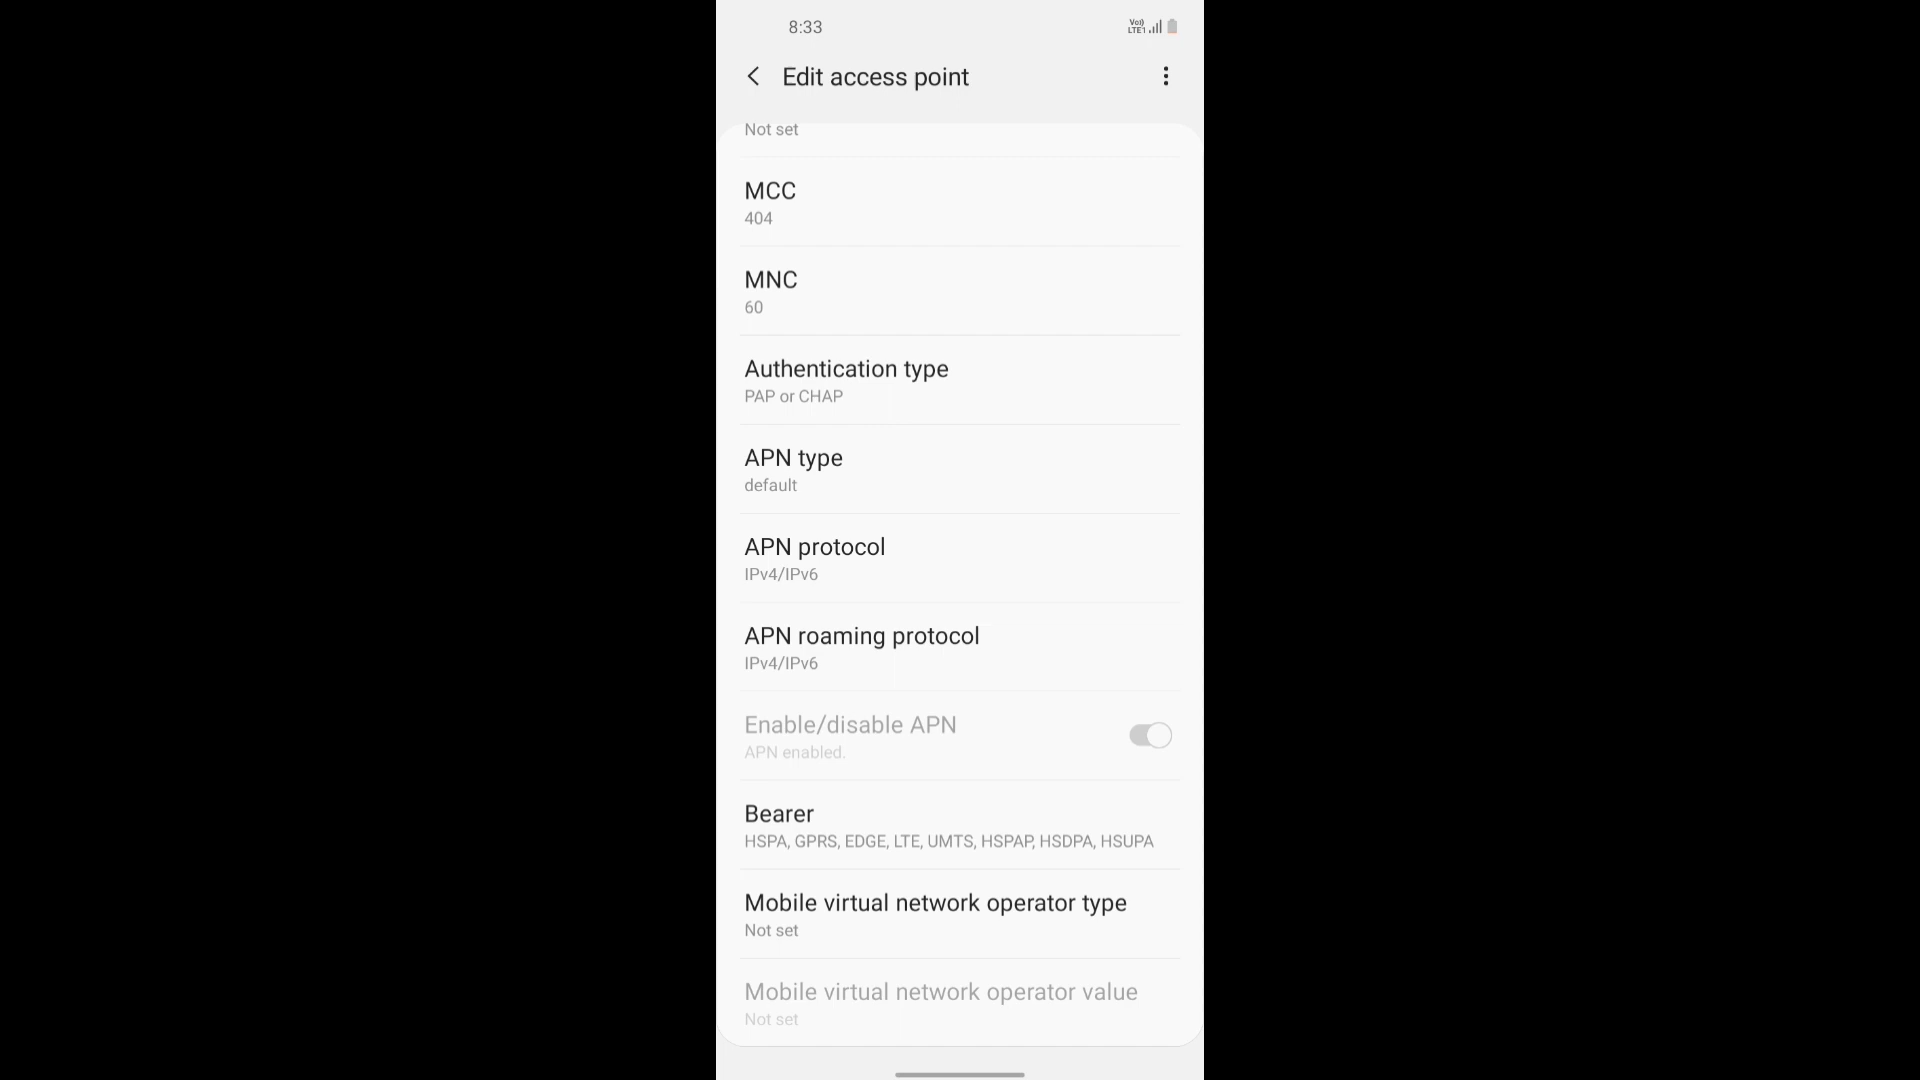 8:33
Vo))
LTE1
Edit access point
Not set
MCC
404
MNC
60
Authentication type
PAP or CHAP
APN type
default
APN protocol
IPv4/IPv6
APN roaming protocol
IPv4/IPv6
Enable/disable APN
APN enabled.
Bearer
HSPA, GPRS, EDGE, LTE, UMTS, HSPAP, HSDPA, HSUPA
Mobile virtual network operator type
Not set
Mobile virtual network operator value
Not set